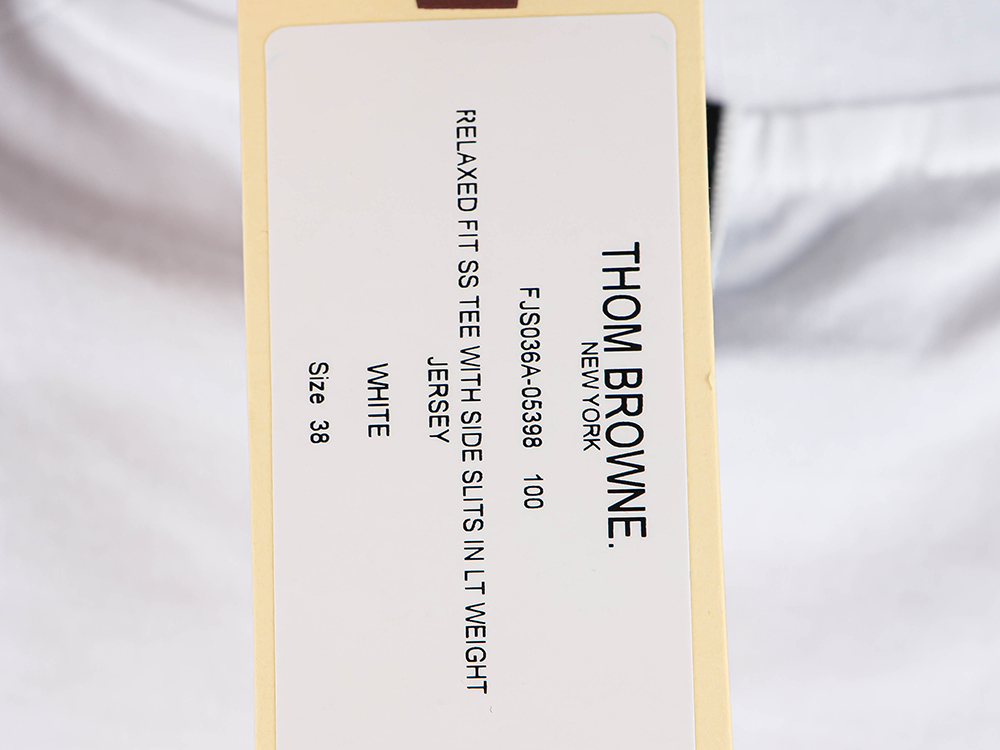 THOM BROWNE.
NEW YORK
FJS036A-05398 100
RELAXED FIT SS TEE WITH SIDE SLITS IN LT WEIGHT
JERSEY
WHITE
Size 38